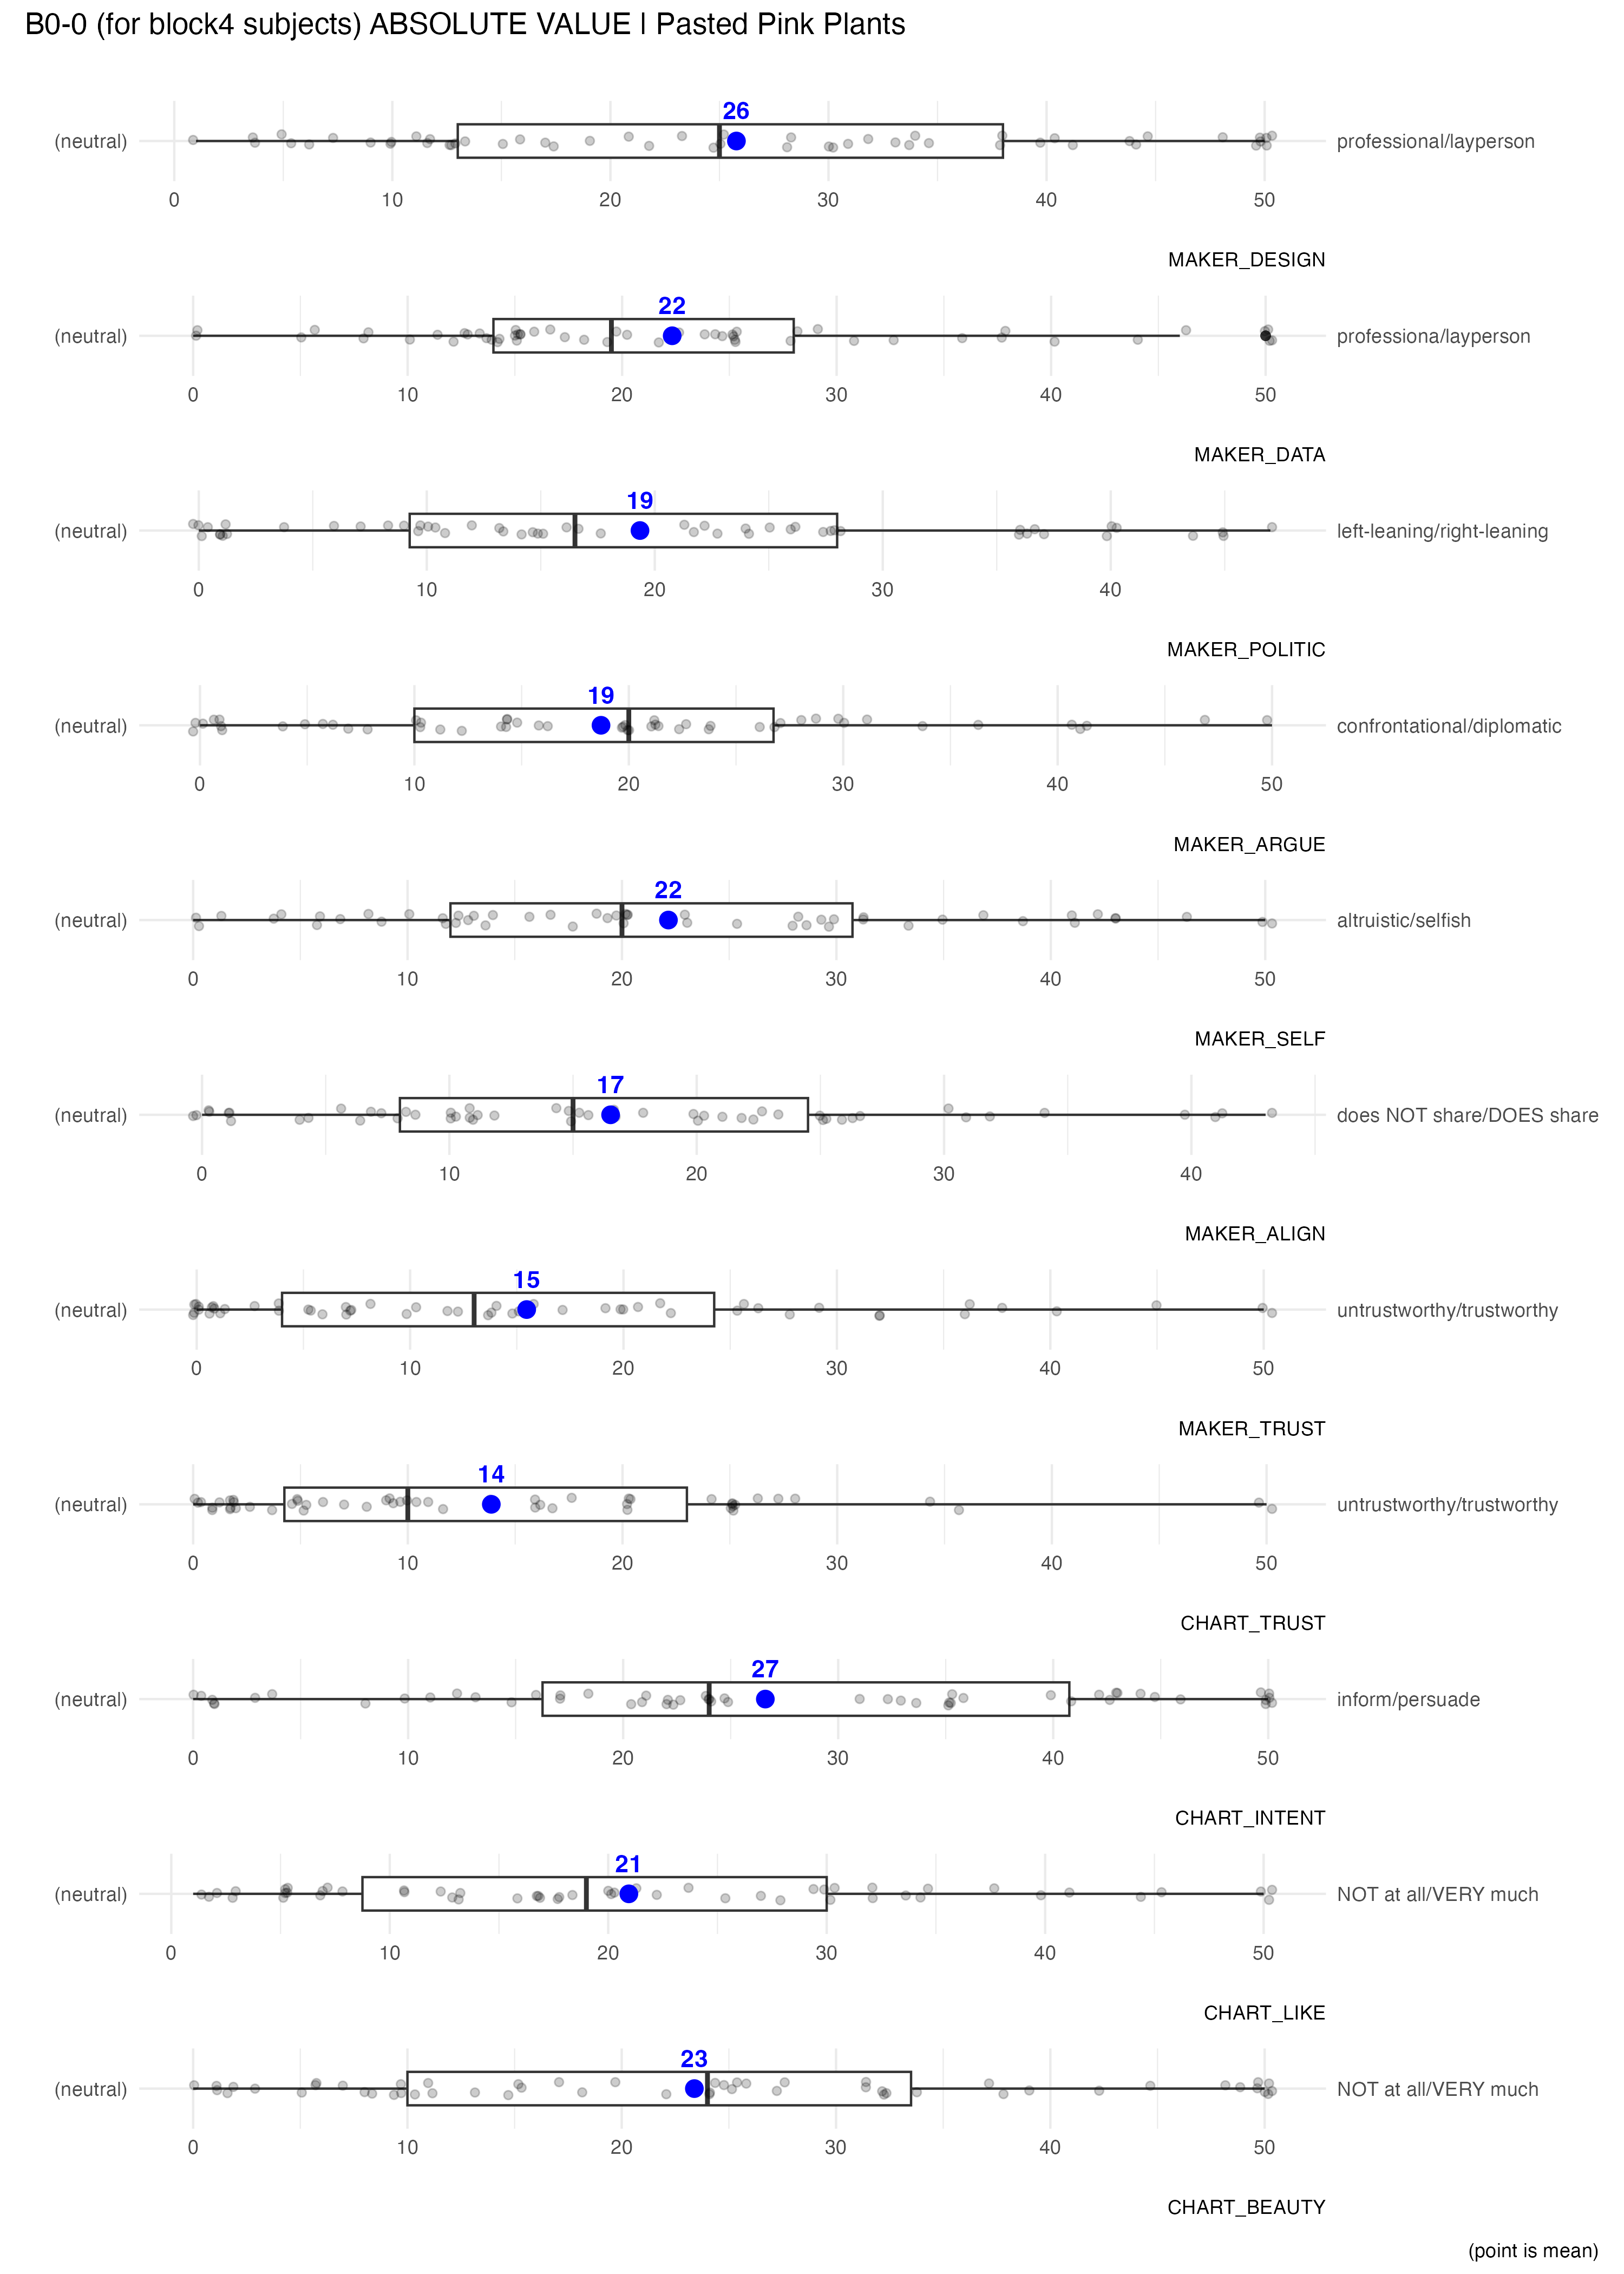 B0-0 (for block4 subjects) ABSOLUTE VALUE | Pasted Pink Plants
26
(neutral) professional/layperson
0 10 20 30 40 50
MAKER_DESIGN
22
(neutral) professiona/layperson
0 10 20 30 40 50
MAKER_DATA
19
(neutral) left-leaning/right-leaning
0 10 20 30 40
MAKER_POLITIC
19
(neutral) confrontational/diplomatic
0 10 20 30 40 50
MAKER_ARGUE
22
(neutral) altruistic/selfish
0 10 20 30 40 50
MAKER_SELF
17
(neutral) does NOT share/DOES share
0 10 20 30 40
MAKER_ALIGN
15
(neutral) untrustworthy/trustworthy
0 10 20 30 40 50
MAKER_TRUST
14
(neutral) untrustworthy/trustworthy
0 10 20 30 40 50
CHART_TRUST
27
(neutral) inform/persuade
0 10 20 30 40 50
CHART_INTENT
21
(neutral) NOT at all/VERY much
0 10 20 30 40 50
CHART_LIKE
23
(neutral) NOT at all/VERY much
0 10 20 30 40 50
CHART_BEAUTY
(point is mean)